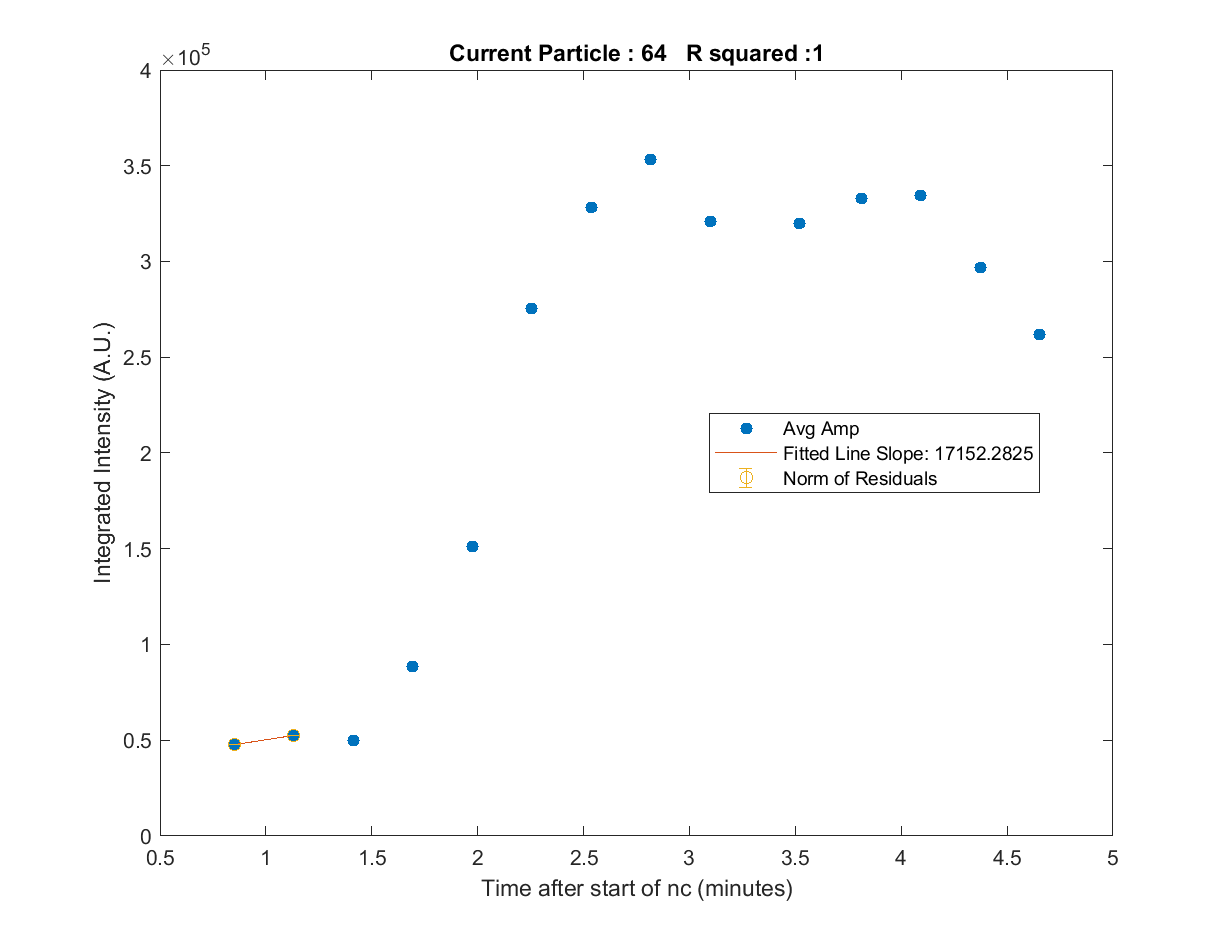 Current Particle : 64 R squared :1
×10^5
4
3.5
3
2.5
2
1.5
1
0.5
0
Integrated Intensity (A.U.)
Avg Amp
Fitted Line Slope: 17152.2825
Norm of Residuals
0.5 1 1.5 2 2.5 3 3.5 4 4.5 5
Time after start of nc (minutes)